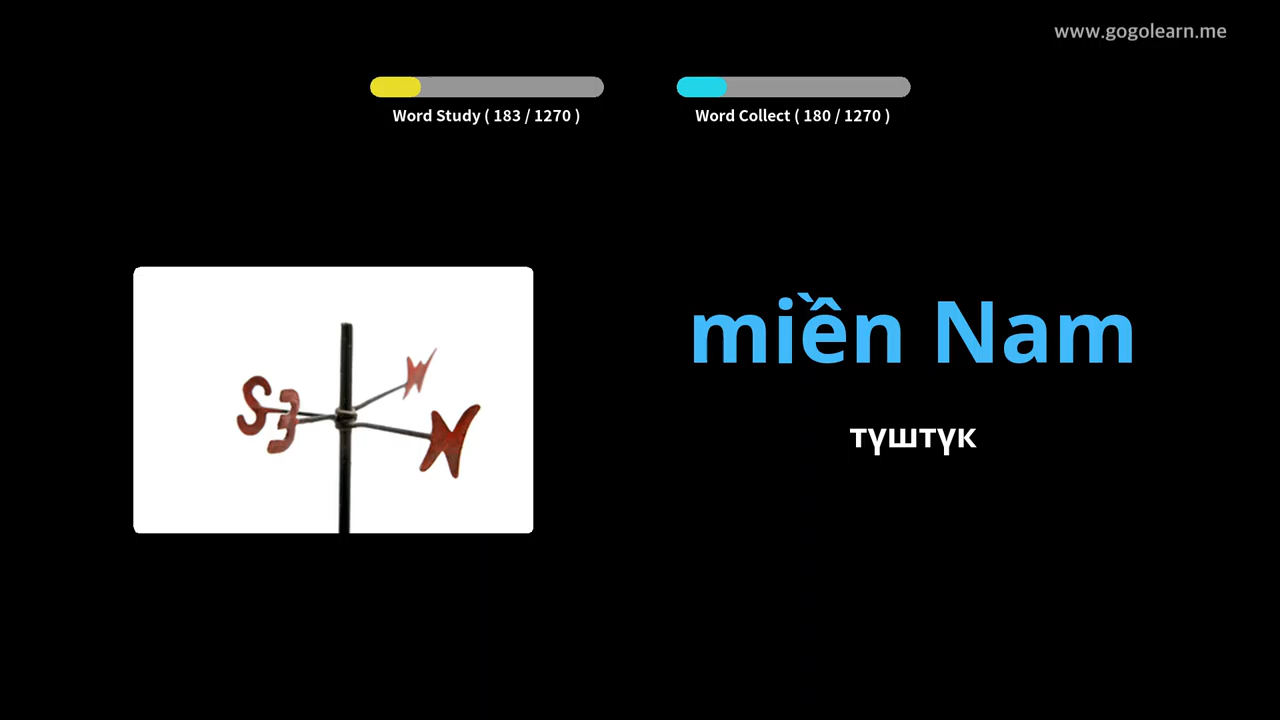 www.gogolearn.me
Word Study ( 183 / 1270 )
Word Collect ( 180 / 1270 )
miền Nam
түштүк
S E N N